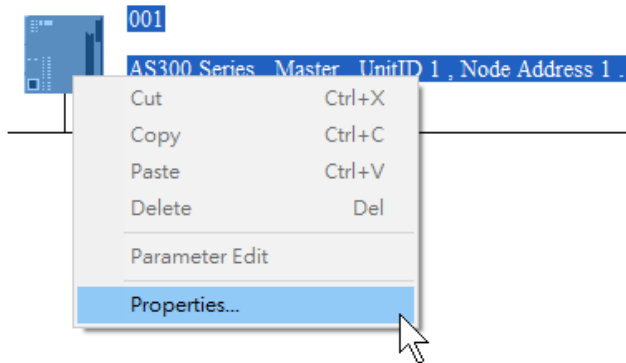 001
AS300 Series Master UnitID 1 , Node Address 1 .
Cut Ctrl+X
Copy Ctrl+C
Paste Ctrl+V
Delete Del
Parameter Edit
Properties...